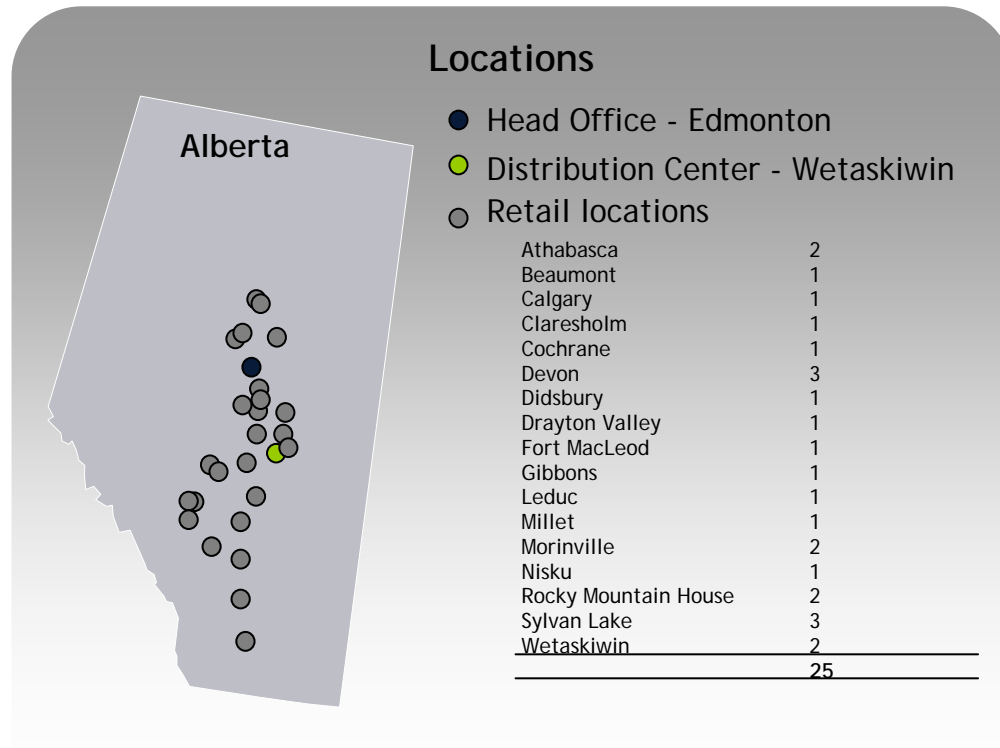 Locations
Alberta
Head Office - Edmonton
Distribution Center - Wetaskiwin
Retail locations
Athabasca 2
Beaumont 1
Calgary 1
Claresholm 1
Cochrane 1
Devon 3
Didsbury 1
Drayton Valley 1
Fort MacLeod 1
Gibbons 1
Leduc 1
Millet 1
Morinville 2
Nisku 1
Rocky Mountain House 2
Sylvan Lake 3
Wetaskiwin 2
25